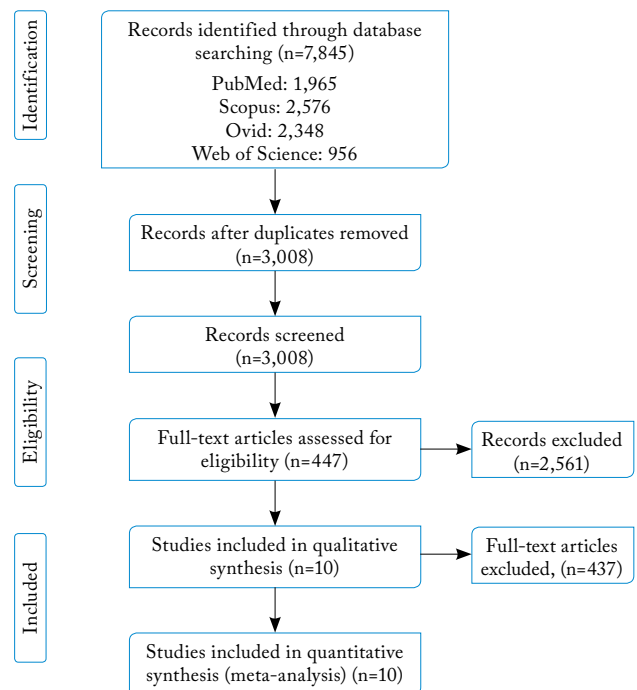 Identification
Records identified through database
searching (n=7,845)
PubMed: 1,965
Scopus: 2,576
Ovid: 2,348
Web of Science: 956
Screening
Records after duplicates removed
(n=3,008)
Records screened
(n=3,008)
Eligibility
Full-text articles assessed for
eligibility (n=447)
Records excluded
(n=2,561)
Included
Studies included in qualitative
synthesis (n=10)
Full-text articles
excluded, (n=437)
Studies included in quantitative
synthesis (meta-analysis) (n=10)